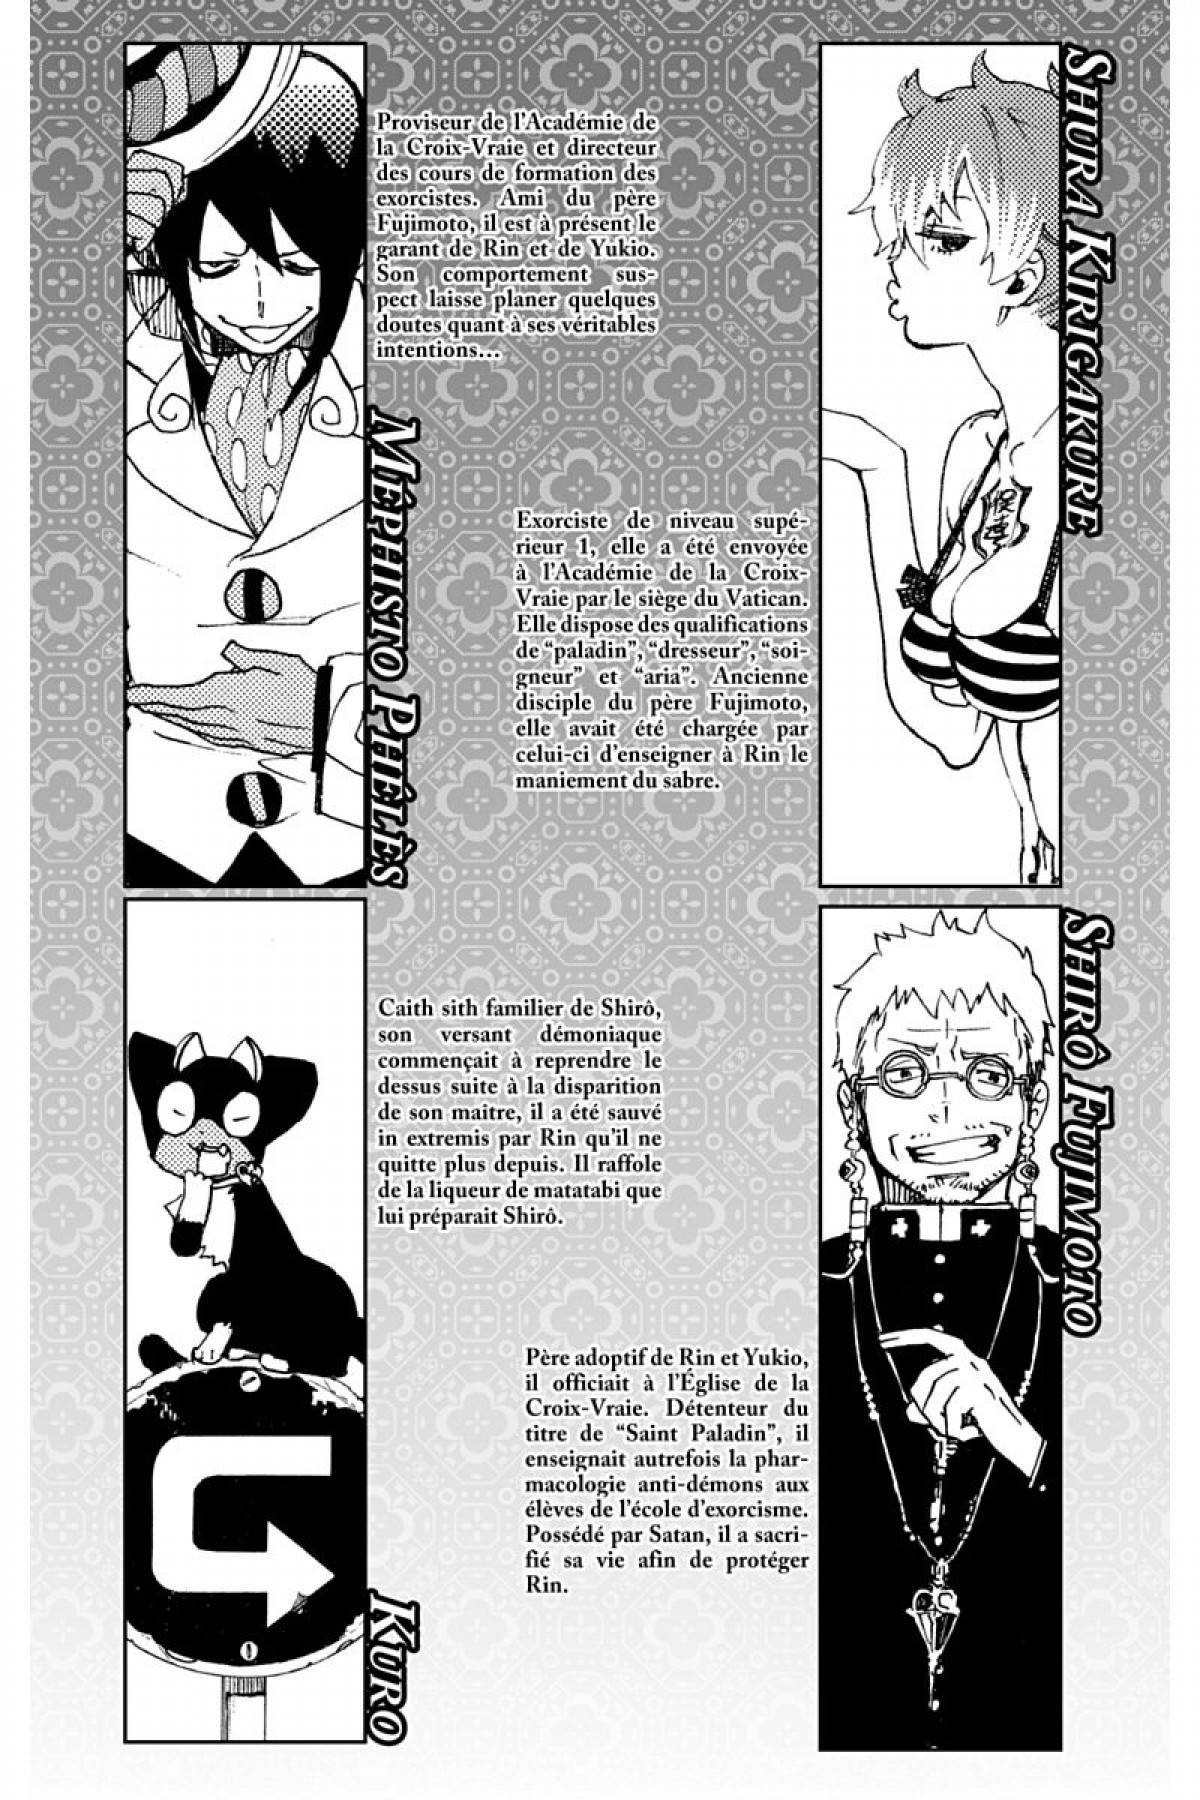 Shura Kirigakure
Exorciste de niveau supé-
rieur 1, elle a été envoyée
à l'Académie de la Croix-
Vraie par le siège du Vatican.
Elle dispose des qualifications
de “paladin”, “dresseur”, “soi-
gneur” et “aria”. Ancienne
disciple du père Fujimoto,
elle avait été chargée par
celui-ci d'enseigner à Rin le
maniement du sabre.
Méphisto Phélès
Proviseur de l'Académie de
la Croix-Vraie et directeur
des cours de formation des
exorcistes. Ami du père
Fujimoto, il est à présent le
garant de Rin et de Yukio.
Son comportement sus-
pect laisse planer quelques
doutes quant à ses véritables
intentions...
Shirô Fujimoto
Père adoptif de Rin et Yukio,
il officiait à l'Église de la
Croix-Vraie. Détenteur du
titre de “Saint Paladin”, il
enseignait autrefois la phar-
macologie anti-démons aux
élèves de l'école d'exorcisme.
Possédé par Satan, il a sacri-
fié sa vie afin de protéger
Rin.
Kuro
Caith sith familier de Shirô,
son versant démoniaque
commençait à reprendre le
dessus suite à la disparition
de son maître, il a été sauvé
in extremis par Rin qu'il ne
quitte plus depuis. Il raffole
de la liqueur de matatabi que
lui préparait Shirô.